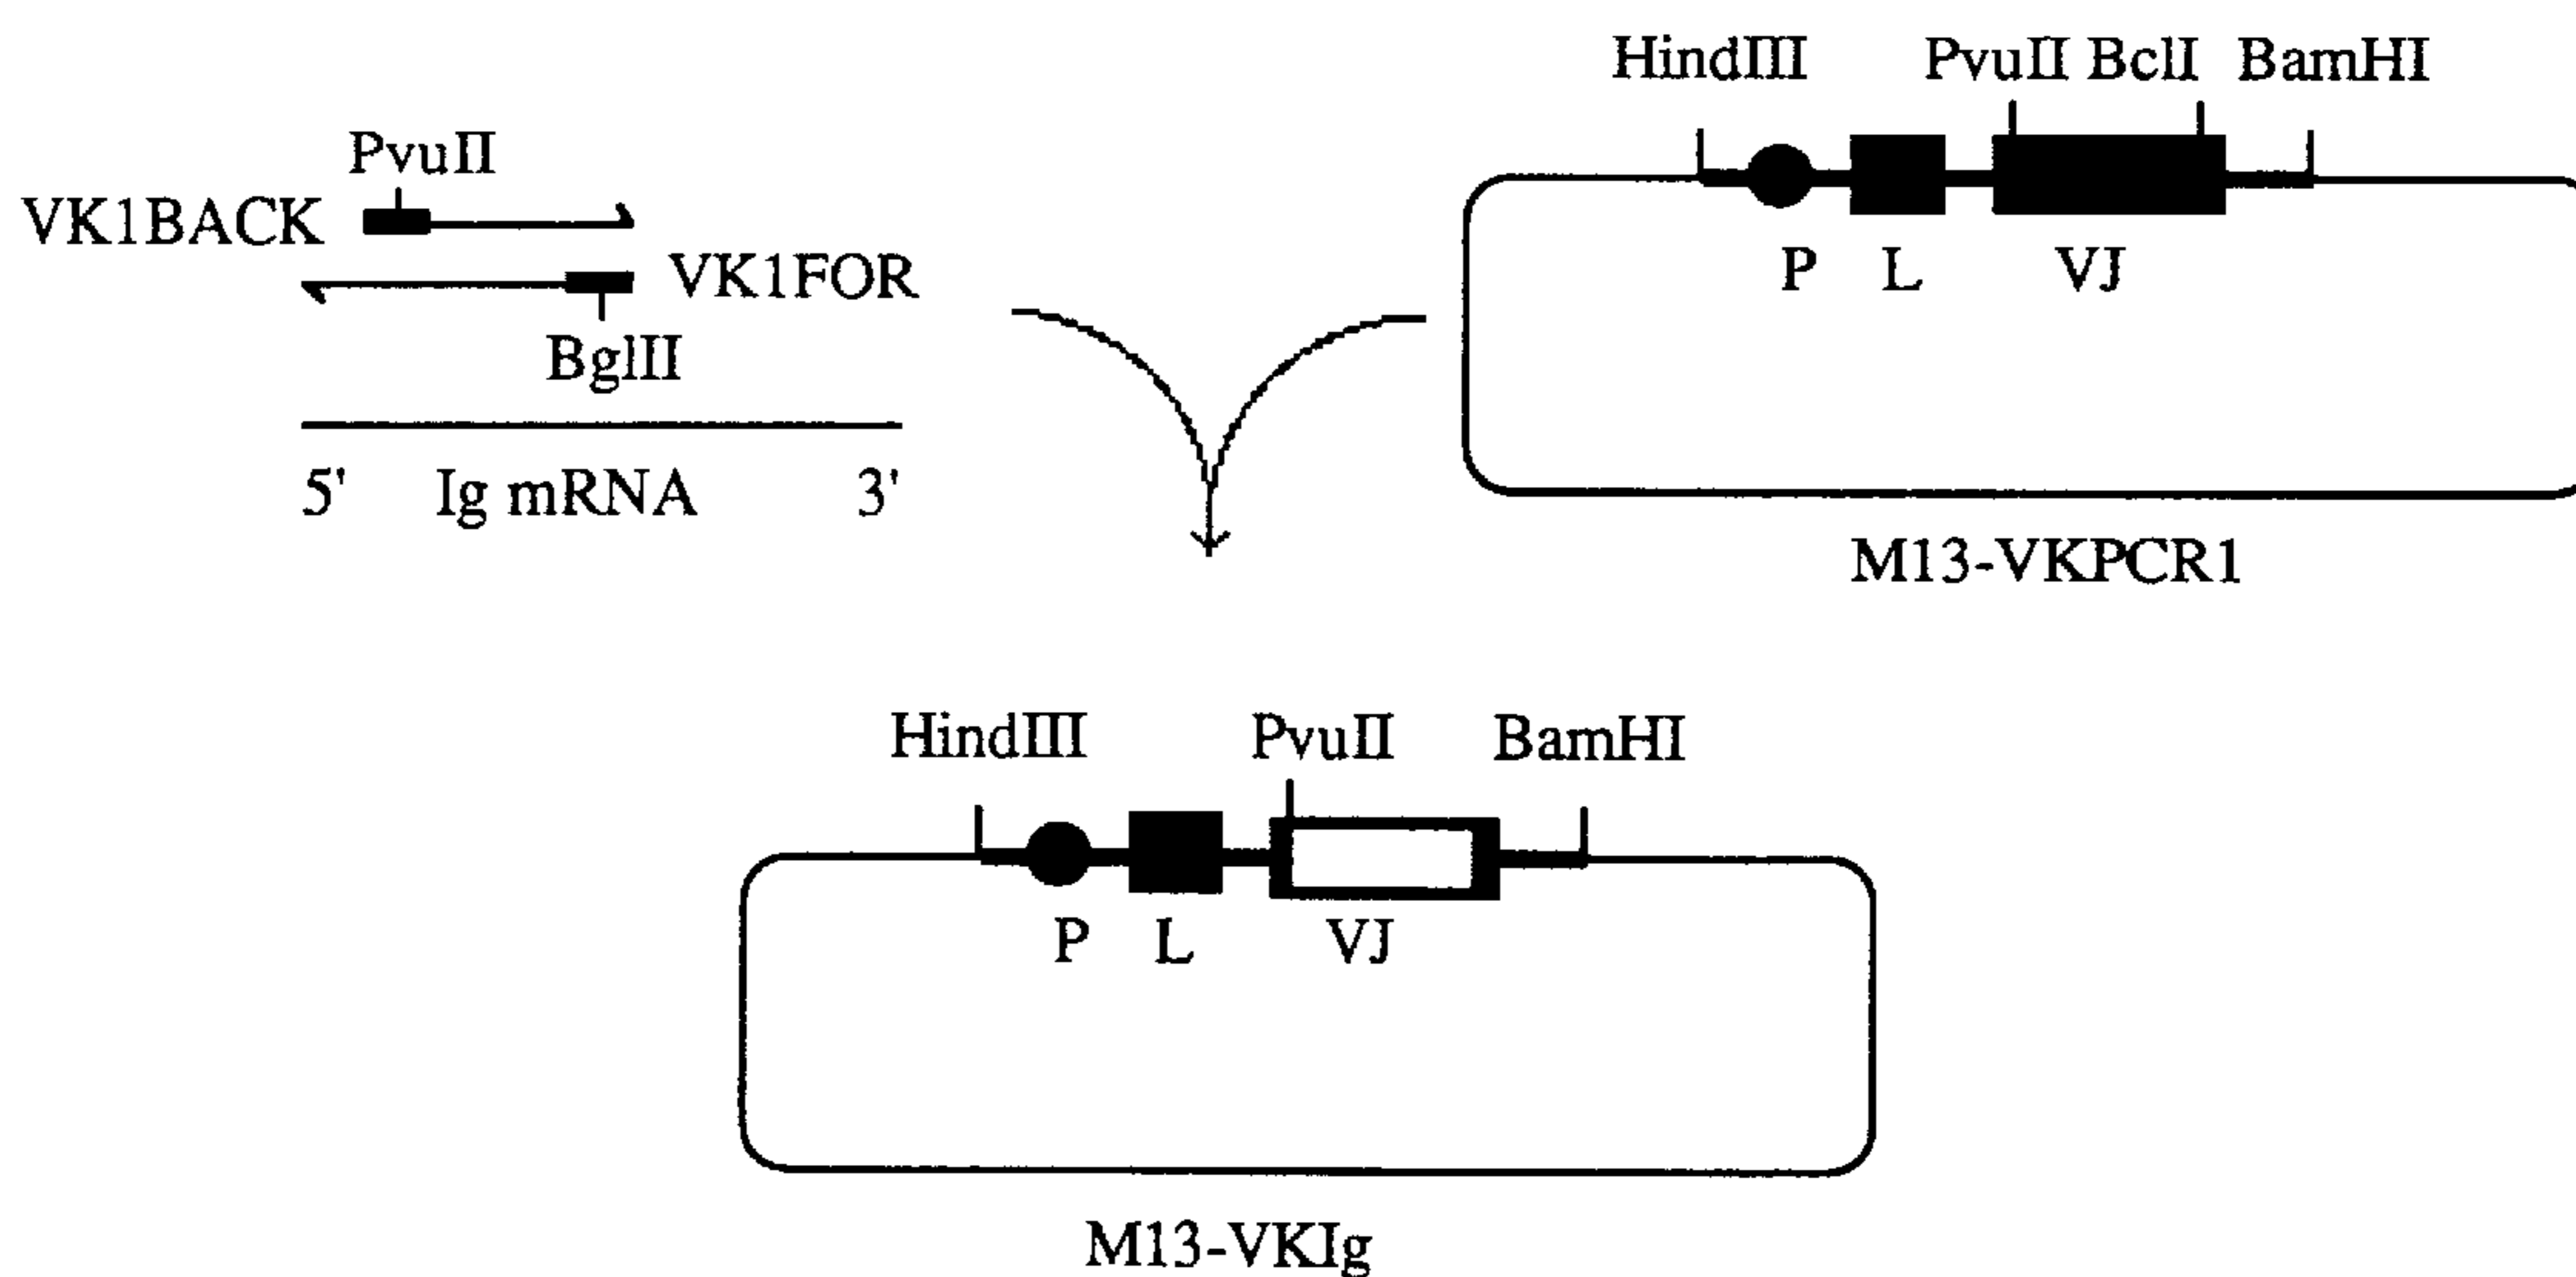 HindIII PvuII BclI BamHI
PvuII
VK1BACK
VK1FOR
BglII
P L VJ
5' Ig mRNA 3'
M13-VKPCR1
HindIII PvuII BamHI
P L VJ
M13-VKIg